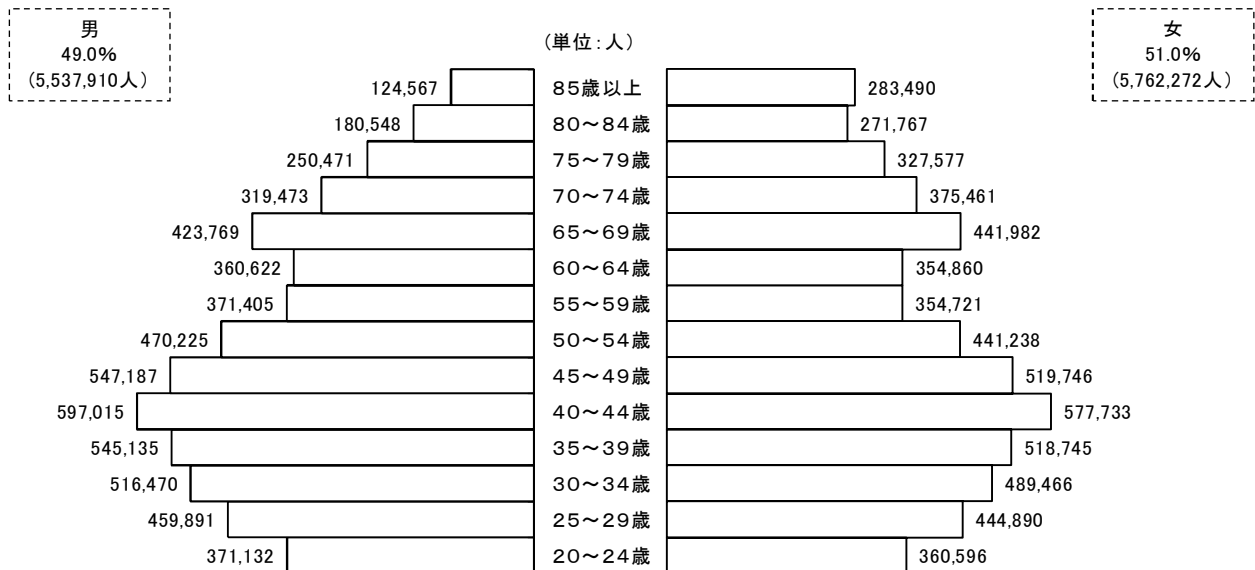 男
49.0%
（5,537,910人）
女
51.0%
（5,762,272人）
（単位：人）
124,567 85歳以上 283,490
180,548 80～84歳 271,767
250,471 75～79歳 327,577
319,473 70～74歳 375,461
423,769 65～69歳 441,982
360,622 60～64歳 354,860
371,405 55～59歳 354,721
470,225 50～54歳 441,238
547,187 45～49歳 519,746
597,015 40～44歳 577,733
545,135 35～39歳 518,745
516,470 30～34歳 489,466
459,891 25～29歳 444,890
371,132 20～24歳 360,596